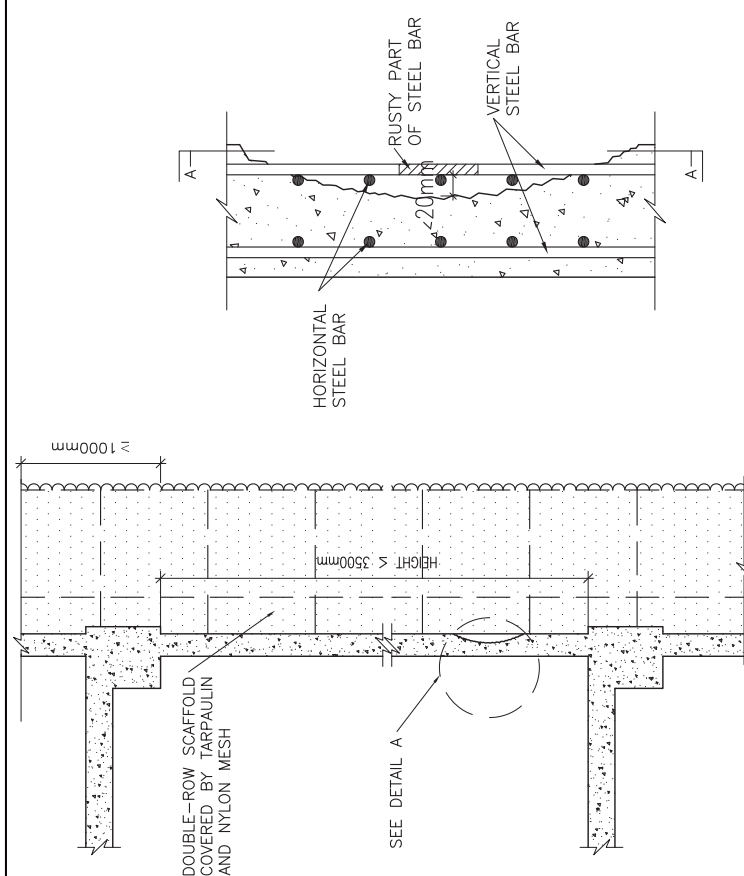 DOUBLE-ROW SCAFFOLD
COVERED BY TARPAULIN
AND NYLON MESH
SEE DETAIL A
≥ 1000mm
HEIGHT ≤ 3500mm
HORIZONTAL
STEEL BAR
<20mm
RUSTY PART
OF STEEL BAR
VERTICAL
STEEL BAR
A
A